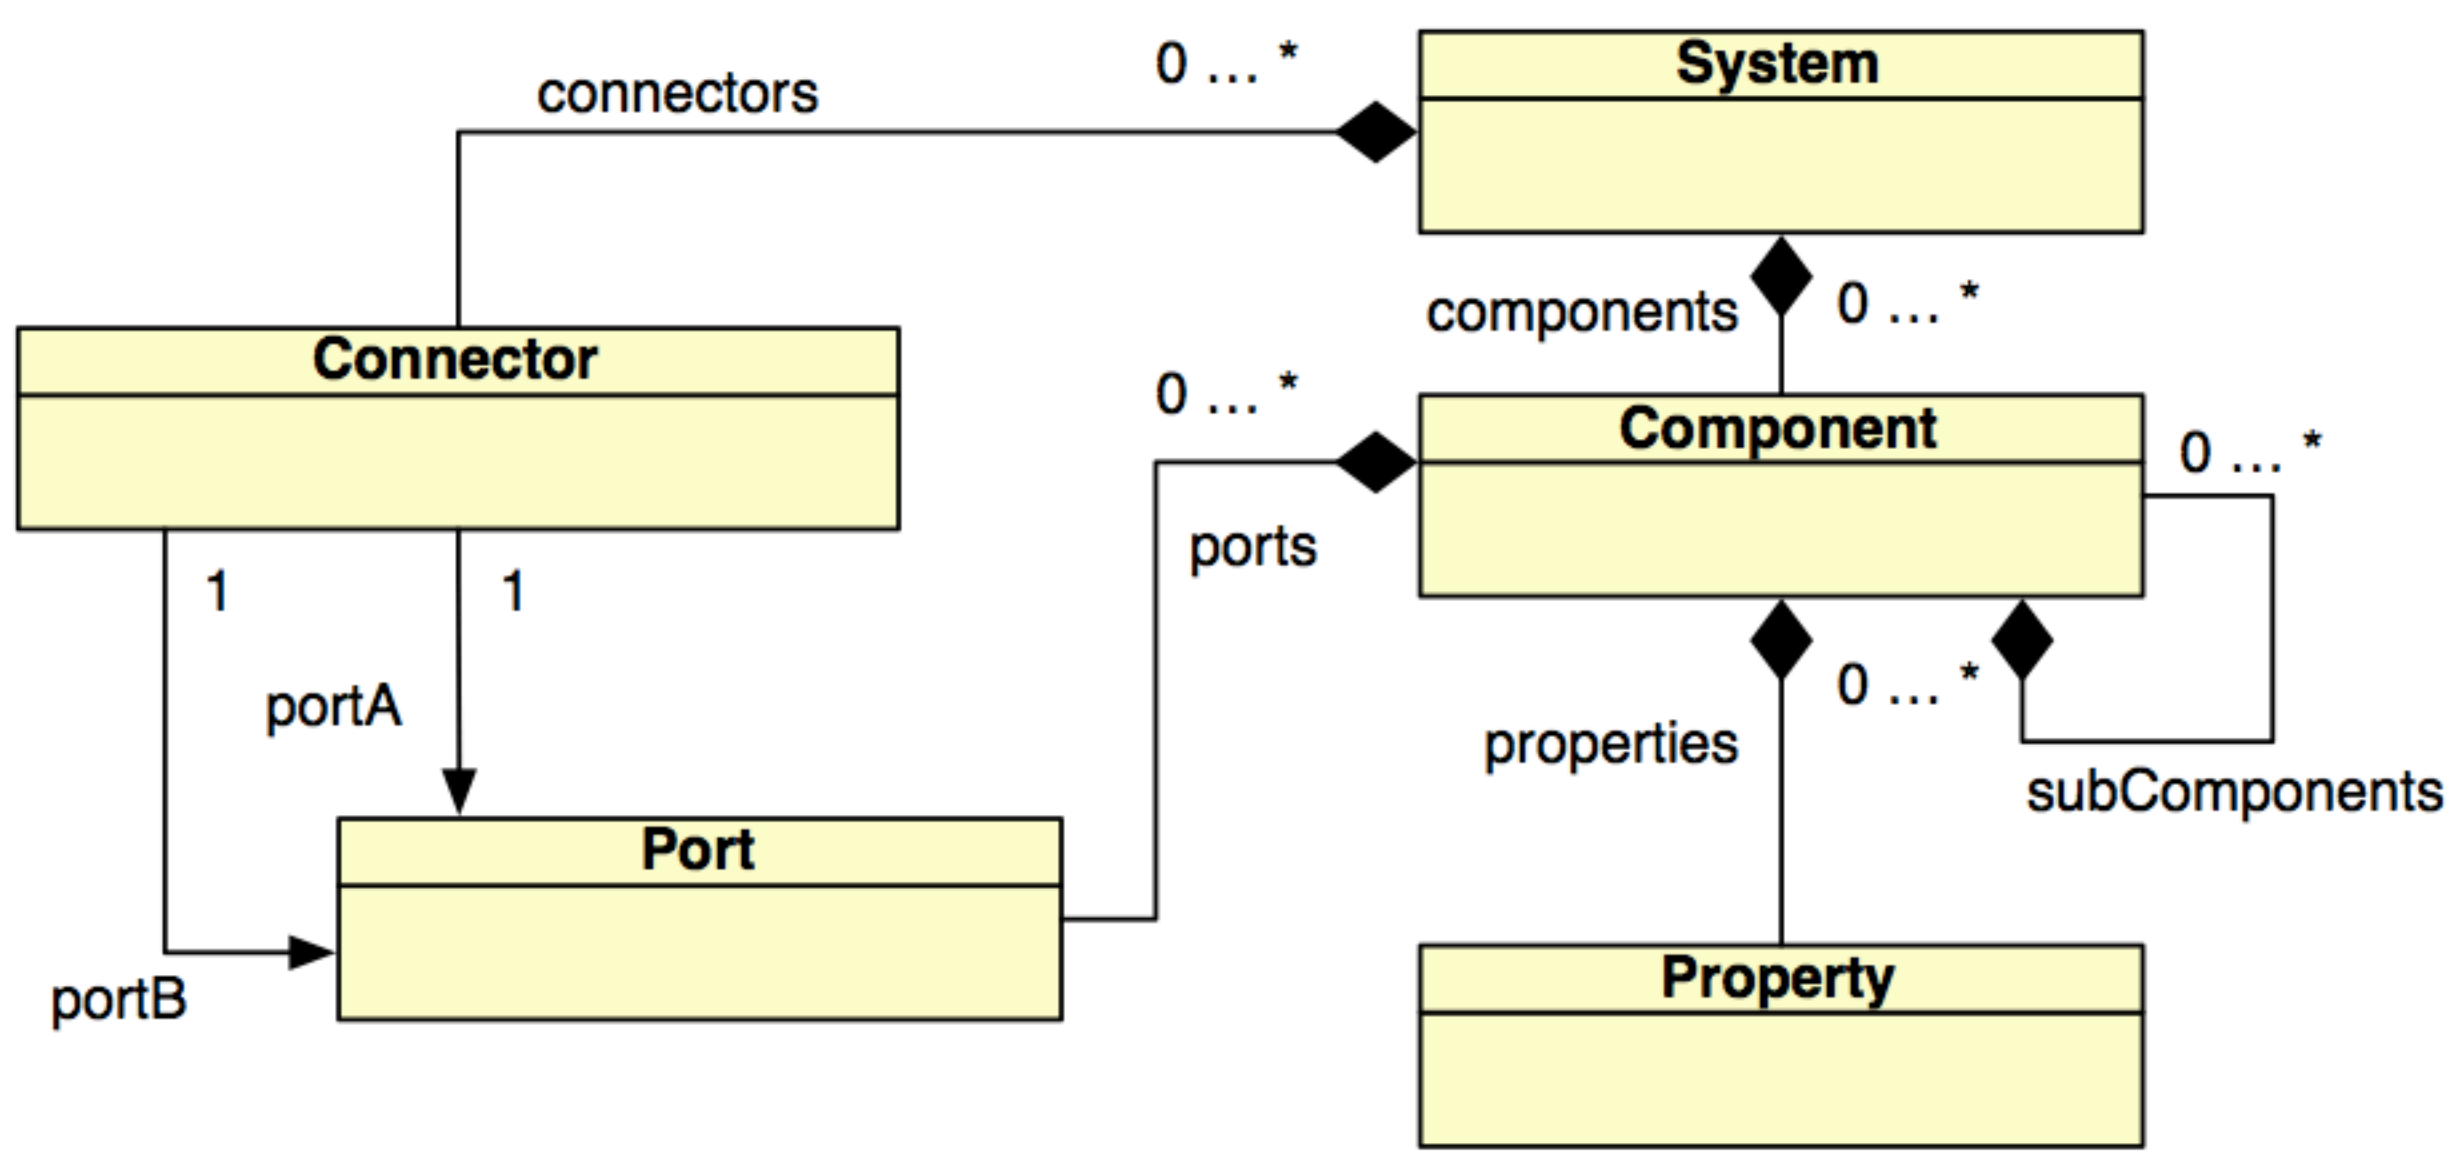 0 ... *
System
connectors
components
0 ... *
Connector
0 ... *
Component
0 ... *
ports
1
1
portA
0 ... *
properties
subComponents
Port
portB
Property